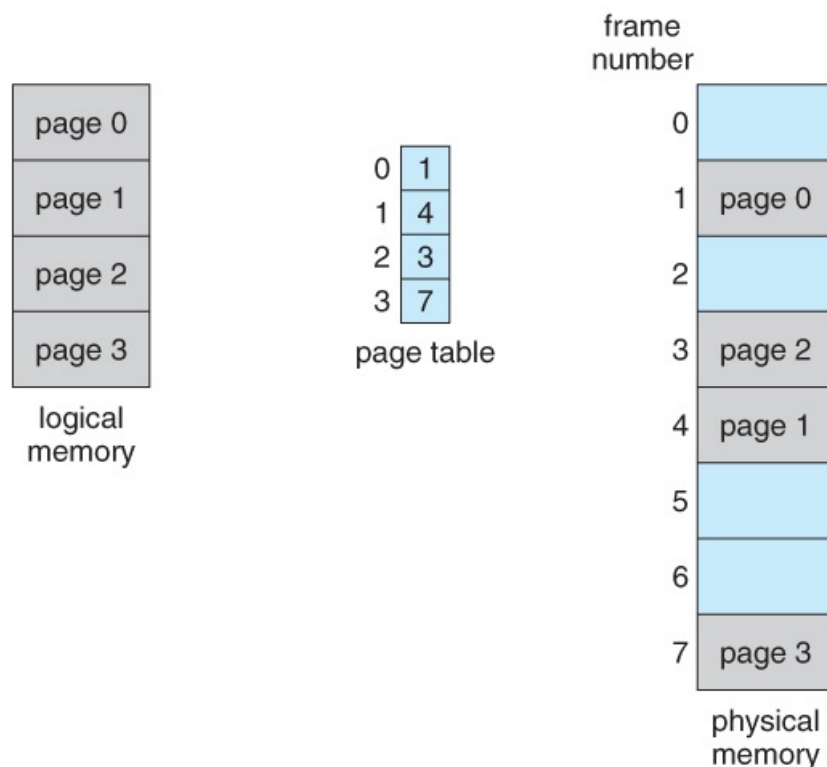 frame
number
page 0
page 1
page 2
page 3
logical
memory
0 1
1 4
2 3
3 7
page table
0
1 page 0
2
3 page 2
4 page 1
5
6
7 page 3
physical
memory